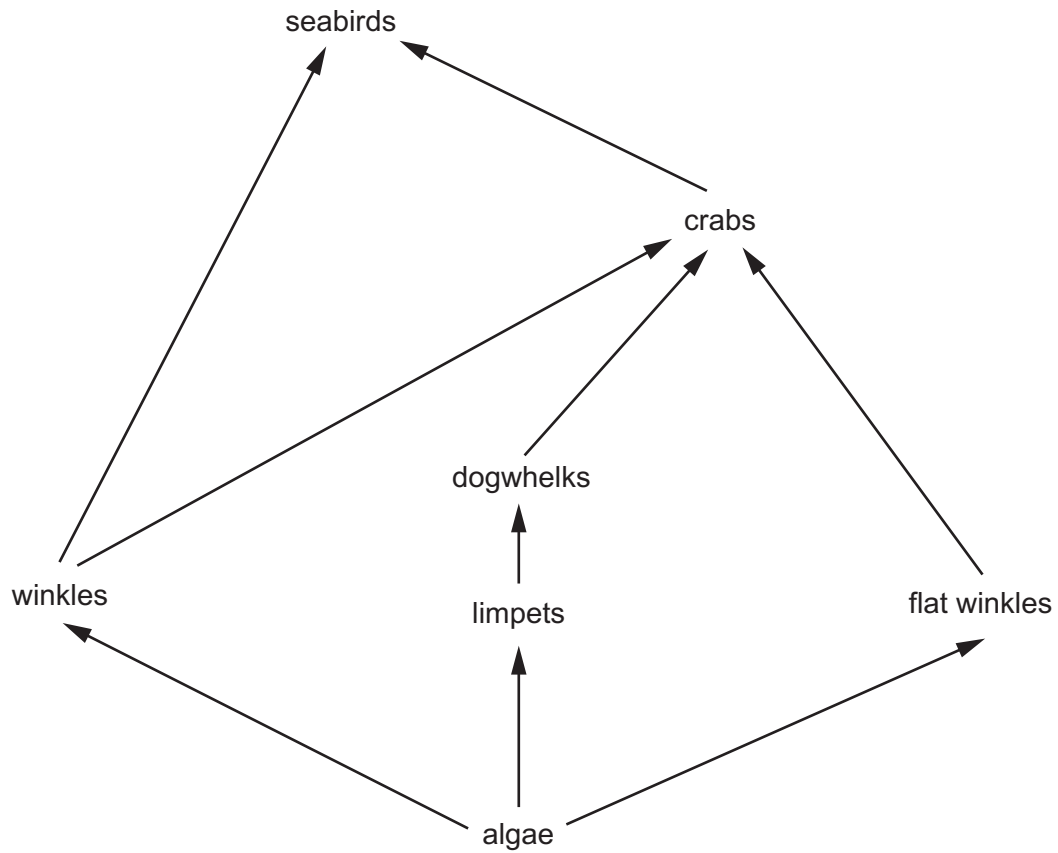 seabirds
crabs
dogwhelks
winkles
limpets
flat winkles
algae